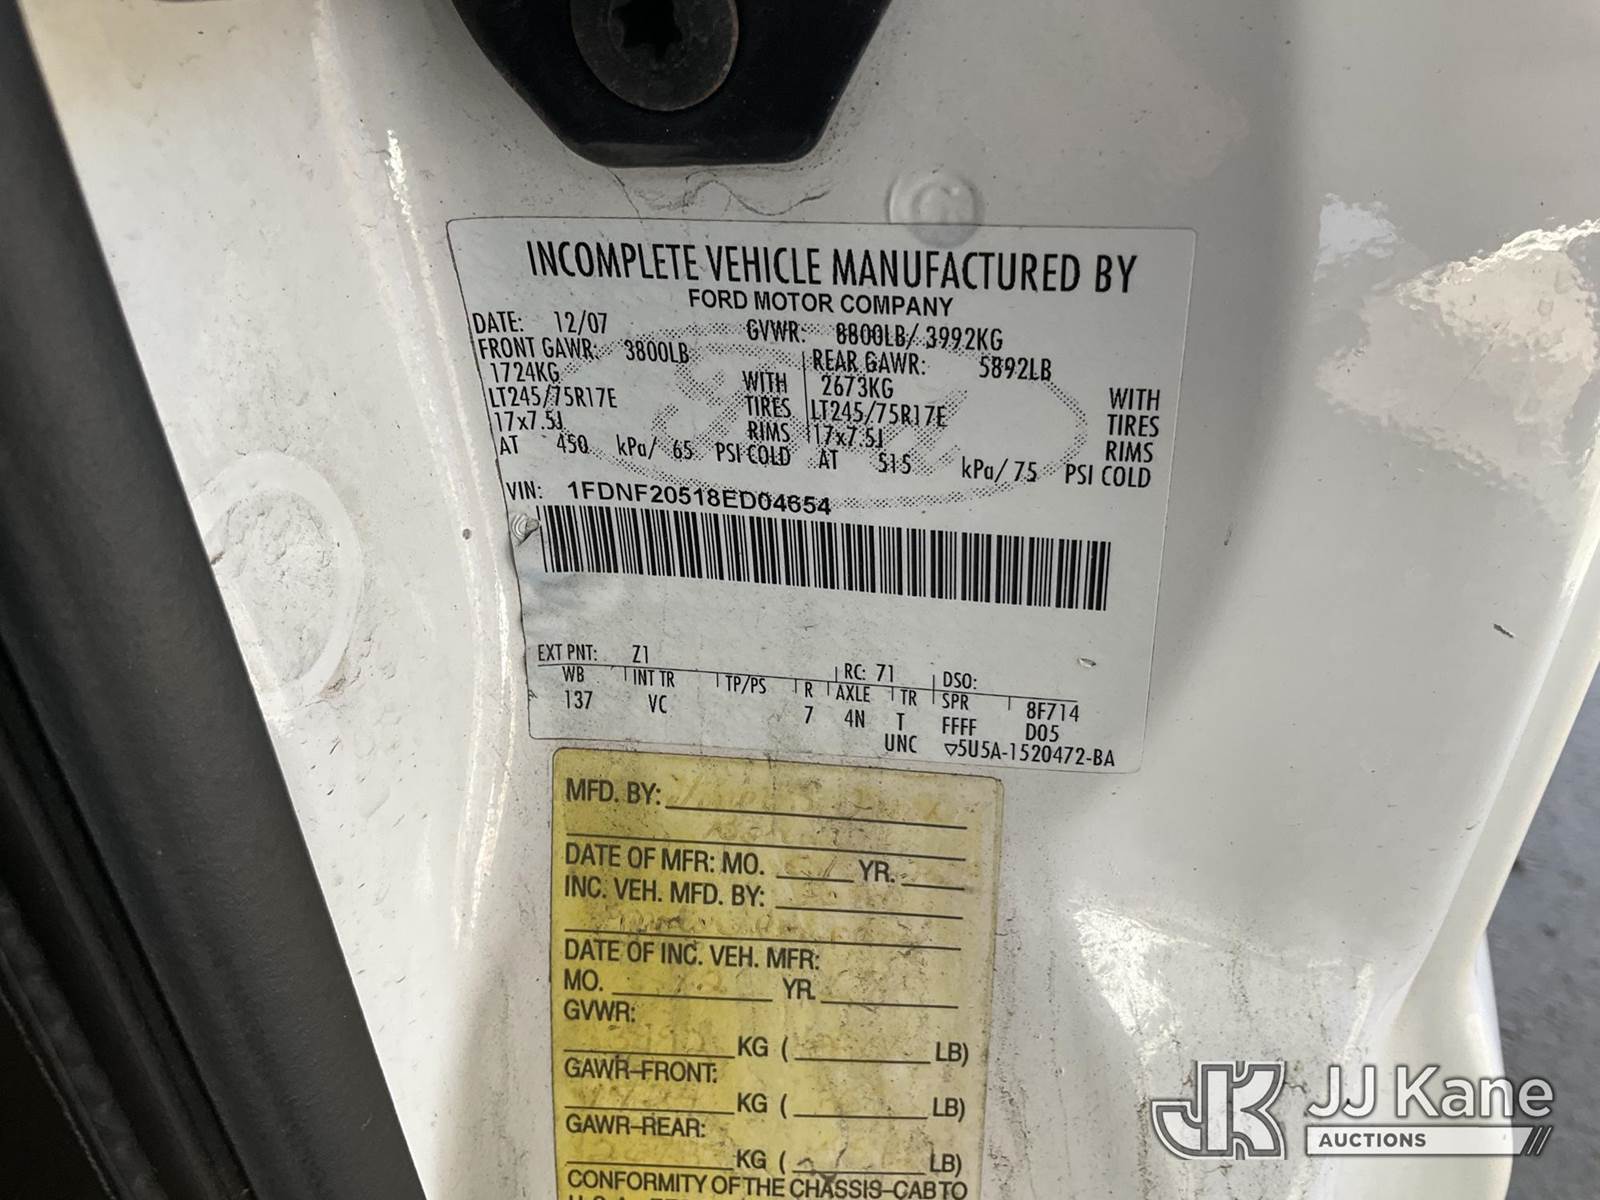 INCOMPLETE VEHICLE MANUFACTURED BY
FORD MOTOR COMPANY
DATE: 12/07 GVWR: 8800LB/ 3992KG
FRONT GAWR: 3800LB REAR GAWR: 5892LB
1724KG WITH 2673KG WITH
LT245/75R17E TIRES LT245/75R17E TIRES
17x7.5J RIMS 17x7.5J RIMS
AT 450 kPa/ 65 PSI COLD AT 515 kPa/ 75 PSI COLD
VIN: 1FDNF20518ED04654
EXT PNT: Z1 RC: 71 DSO:
WB INT TR TP/PS R AXLE TR SPR 8F714
137 VC 7 4N T FFFF D05
UNC ▽5U5A-1520472-BA
MFD. BY:
DATE OF MFR: MO. YR.
INC. VEH. MFD. BY:
DATE OF INC. VEH. MFR:
MO. YR.
GVWR:
KG ( LB)
GAWR-FRONT:
KG ( LB)
GAWR-REAR:
KG ( LB)
CONFORMITY OF THE CHASSIS-CAB TO
JK JJ Kane
AUCTIONS